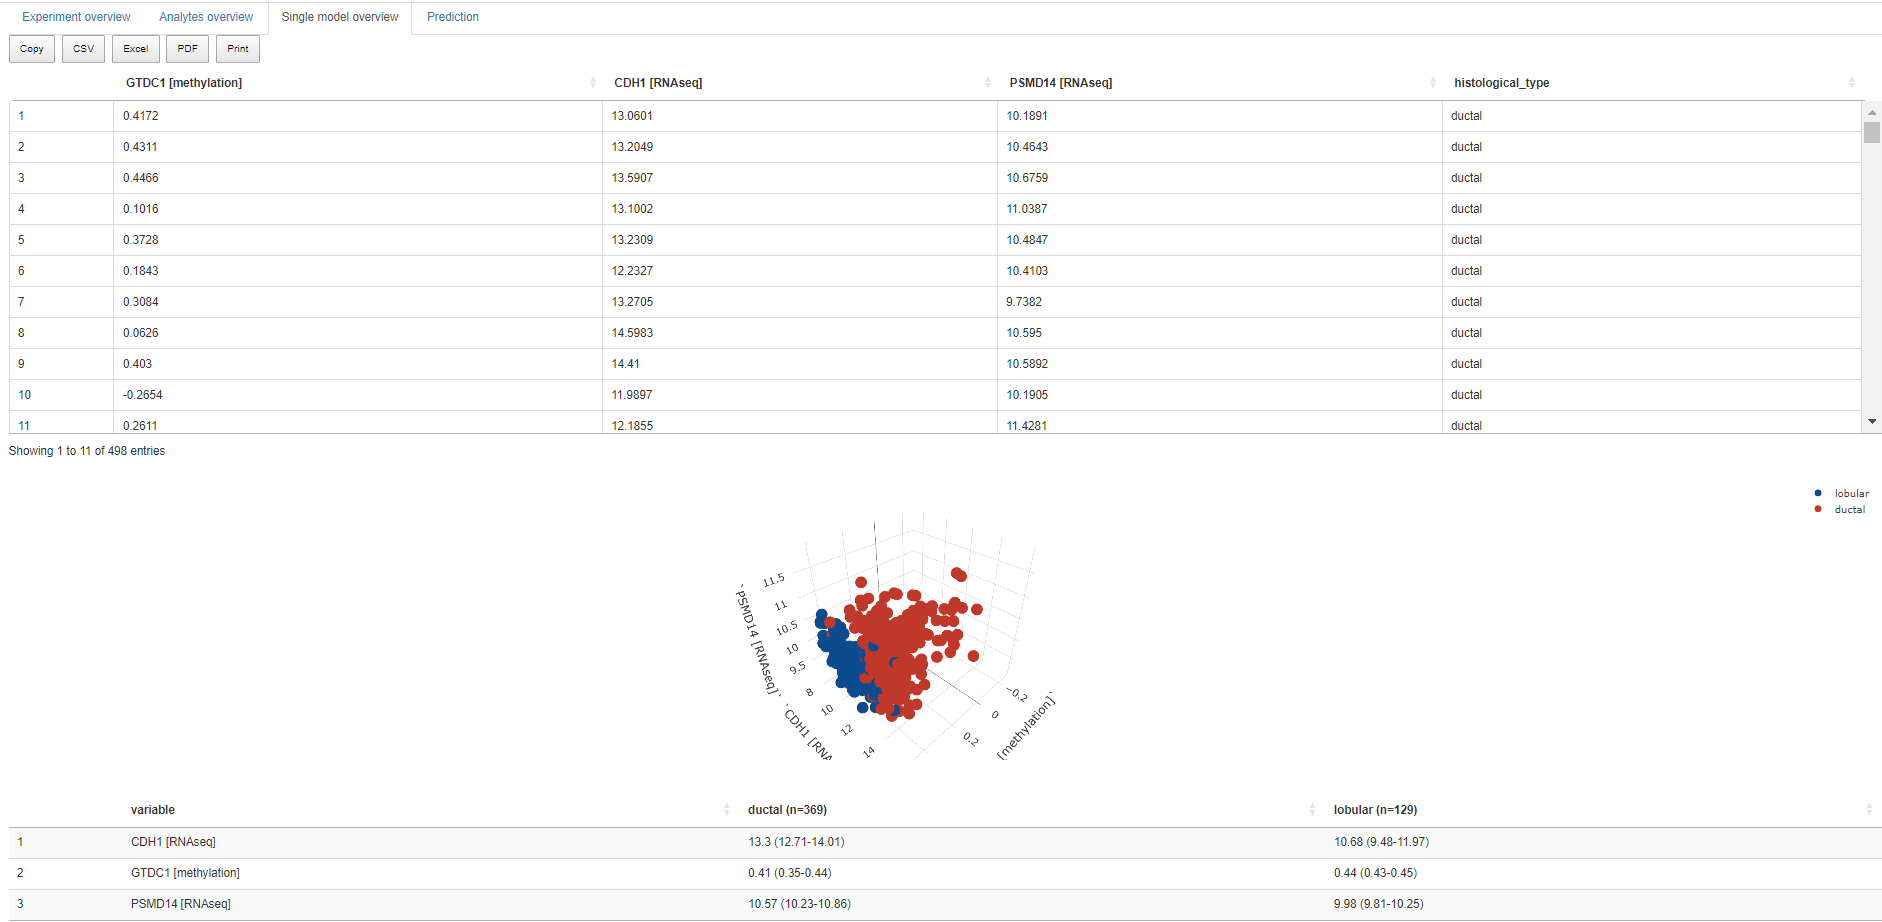 Experiment overview Analytes overview Single model overview Prediction
Copy CSV Excel PDF Print
GTDC1 [methylation] CDH1 [RNAseq] PSMD14 [RNAseq] histological_type
1 0.4172 13.0601 10.1891 ductal
2 0.4311 13.2049 10.4643 ductal
3 0.4466 13.5907 10.6759 ductal
4 0.1016 13.1002 11.0387 ductal
5 0.3728 13.2309 10.4847 ductal
6 0.1843 12.2327 10.4103 ductal
7 0.3084 13.2705 9.7382 ductal
8 0.0626 14.5983 10.595 ductal
9 0.403 14.41 10.5892 ductal
10 -0.2654 11.9897 10.1905 ductal
11 0.2611 12.1855 11.4281 ductal
Showing 1 to 11 of 498 entries
lobular
ductal
11.5
11
10.5
10
9.5
8
10
12
14
−0.2
0
0.2
`PSMD14 [RNAseq]`
`CDH1 [RNA
[methylation]`
variable ductal (n=369) lobular (n=129)
1 CDH1 [RNAseq] 13.3 (12.71-14.01) 10.68 (9.48-11.97)
2 GTDC1 [methylation] 0.41 (0.35-0.44) 0.44 (0.43-0.45)
3 PSMD14 [RNAseq] 10.57 (10.23-10.86) 9.98 (9.81-10.25)